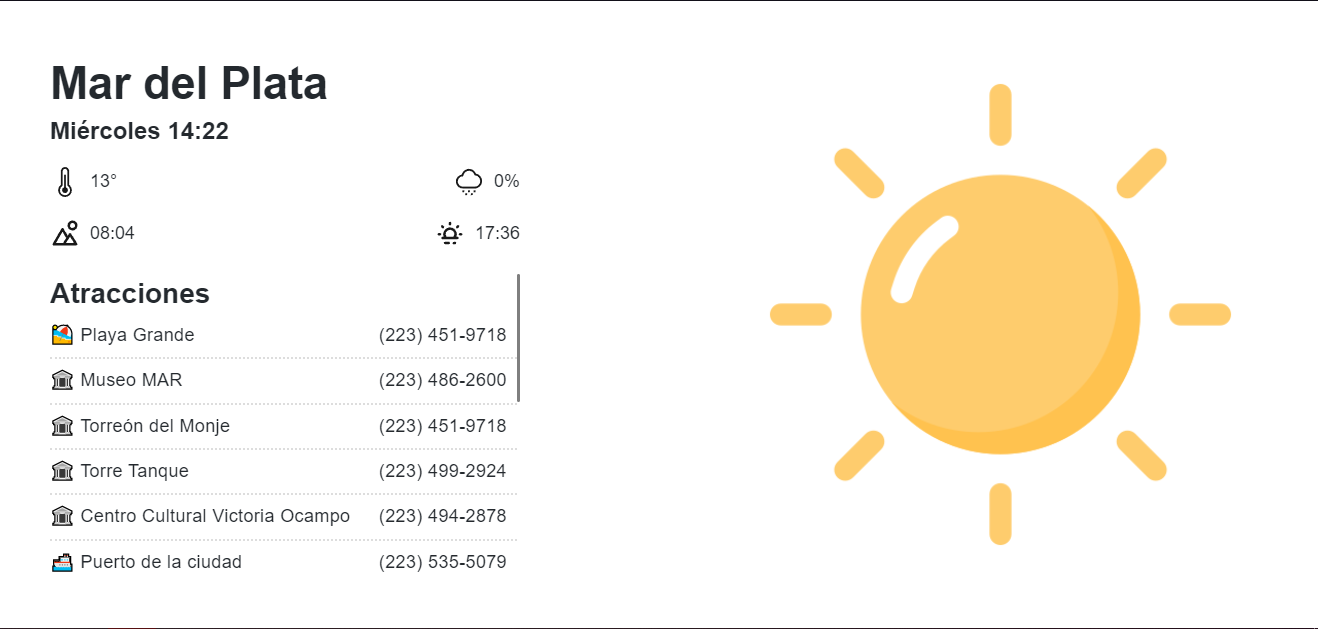 Mar del Plata
Miércoles 14:22
13° 0%
08:04 17:36
Atracciones
Playa Grande (223) 451-9718
Museo MAR (223) 486-2600
Torreón del Monje (223) 451-9718
Torre Tanque (223) 499-2924
Centro Cultural Victoria Ocampo (223) 494-2878
Puerto de la ciudad (223) 535-5079